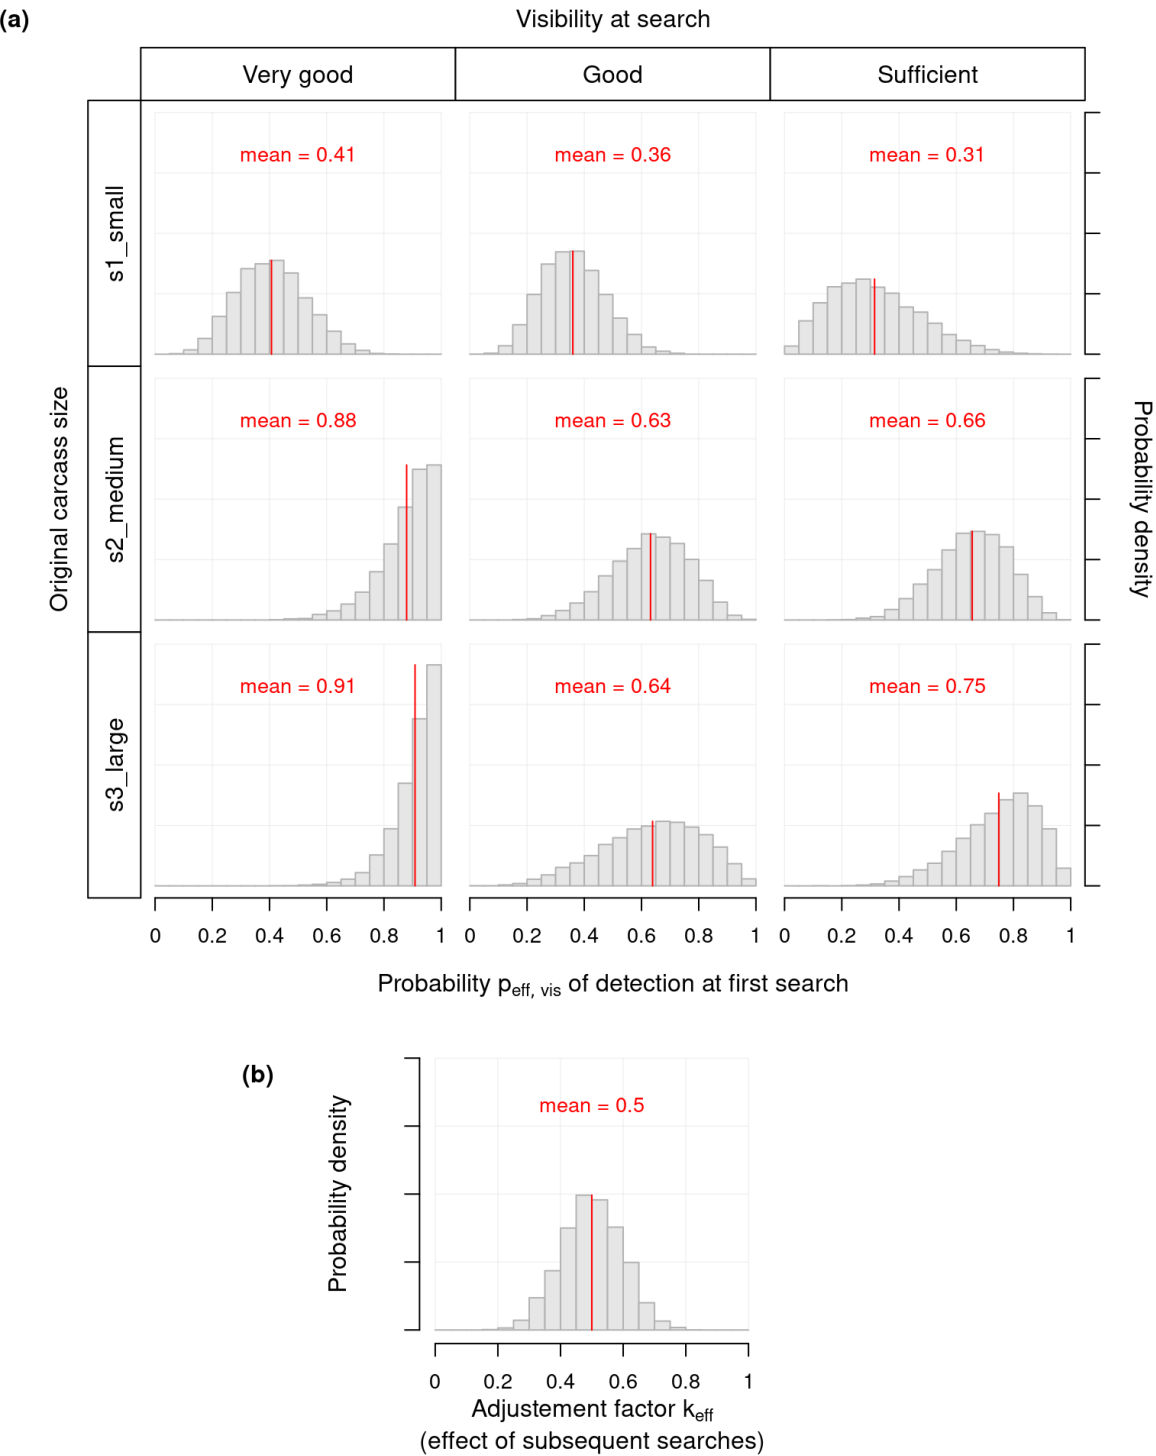 (a)
Visibility at search
Very good
Good
Sufficient
Original carcass size
s1_small
mean = 0.41
mean = 0.36
mean = 0.31
s2_medium
mean = 0.88
mean = 0.63
mean = 0.66
s3_large
mean = 0.91
mean = 0.64
mean = 0.75
Probability density
0 0.2 0.4 0.6 0.8 1
0 0.2 0.4 0.6 0.8 1
0 0.2 0.4 0.6 0.8 1
Probability peff, vis of detection at first search
(b)
Probability density
mean = 0.5
0 0.2 0.4 0.6 0.8 1
Adjustement factor keff
(effect of subsequent searches)